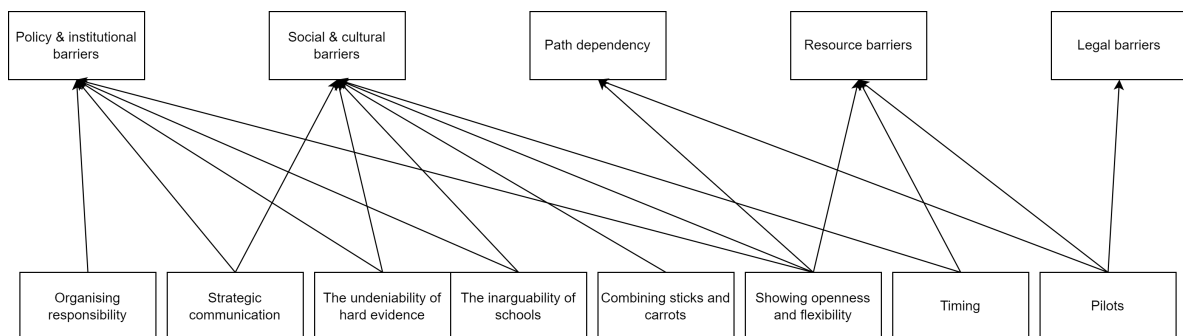 Policy & institutional
barriers
Social & cultural
barriers
Path dependency
Resource barriers
Legal barriers
Organising
responsibility
Strategic
communication
The undeniability of
hard evidence
The inarguability of
schools
Combining sticks and
carrots
Showing openness
and flexibility
Timing
Pilots